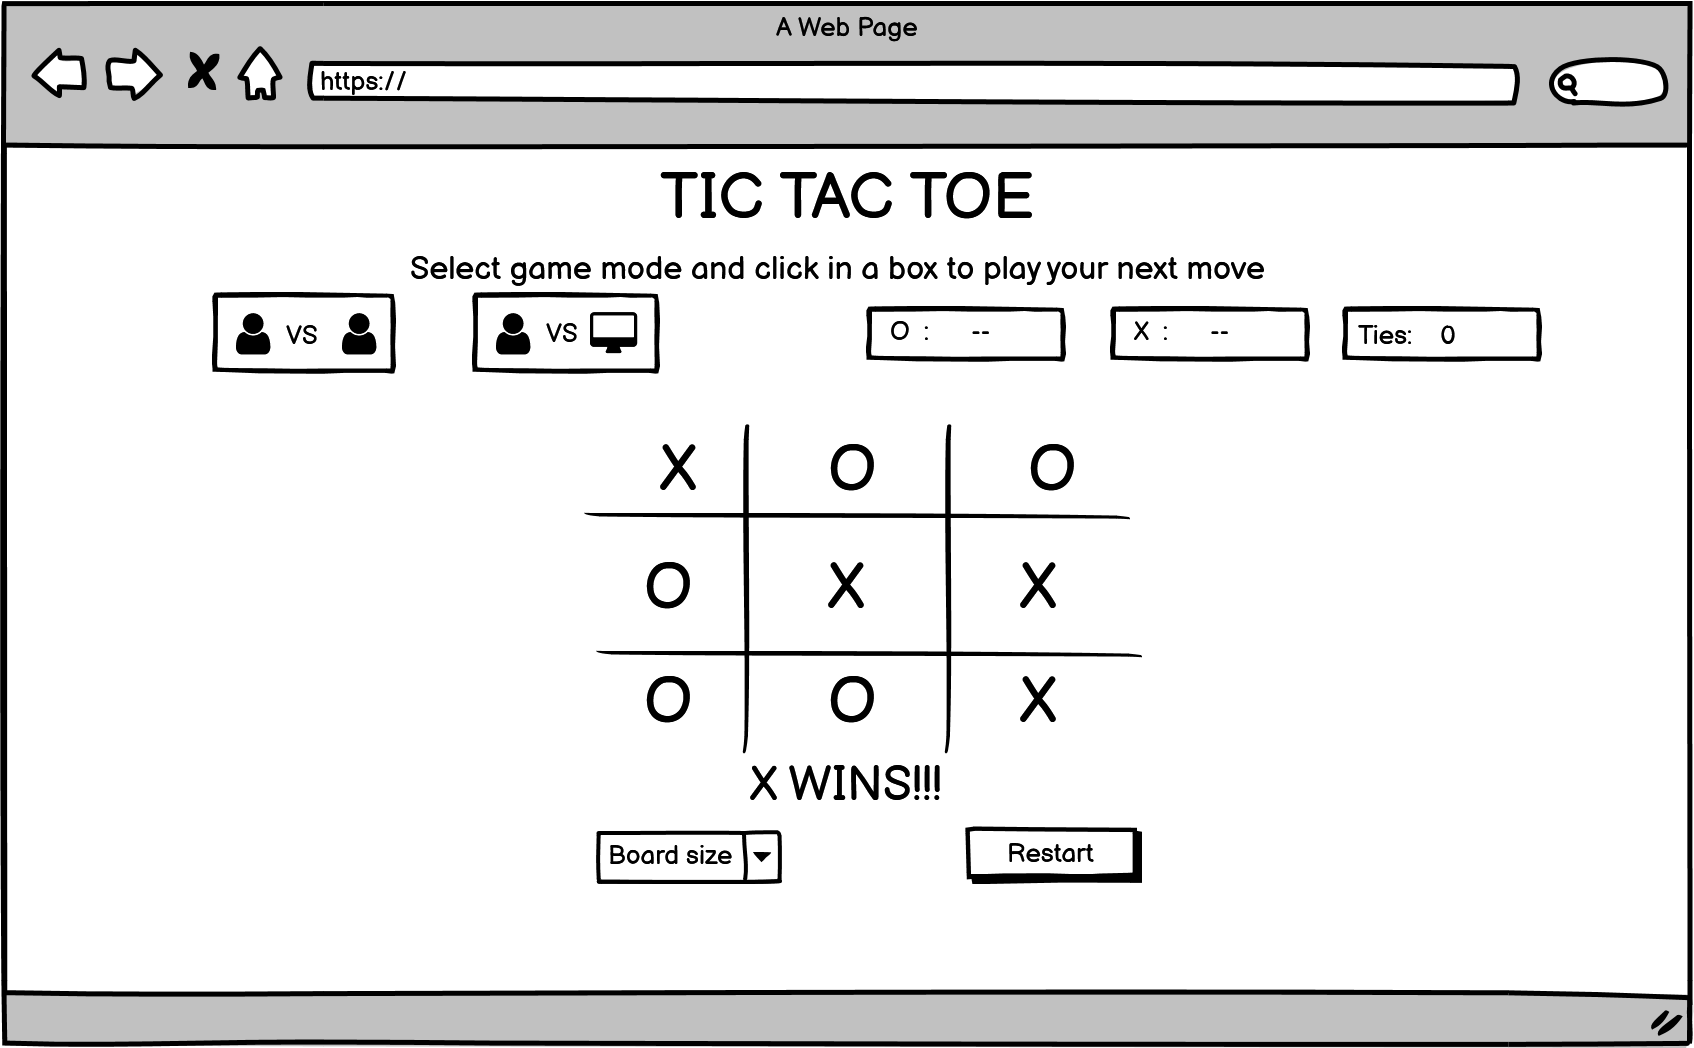 A Web Page
https://
TIC TAC TOE
Select game mode and click in a box to play your next move
VS
VS
O : --
X : --
Ties: 0
X O O
O X X
O O X
X WINS!!!
Board size
Restart